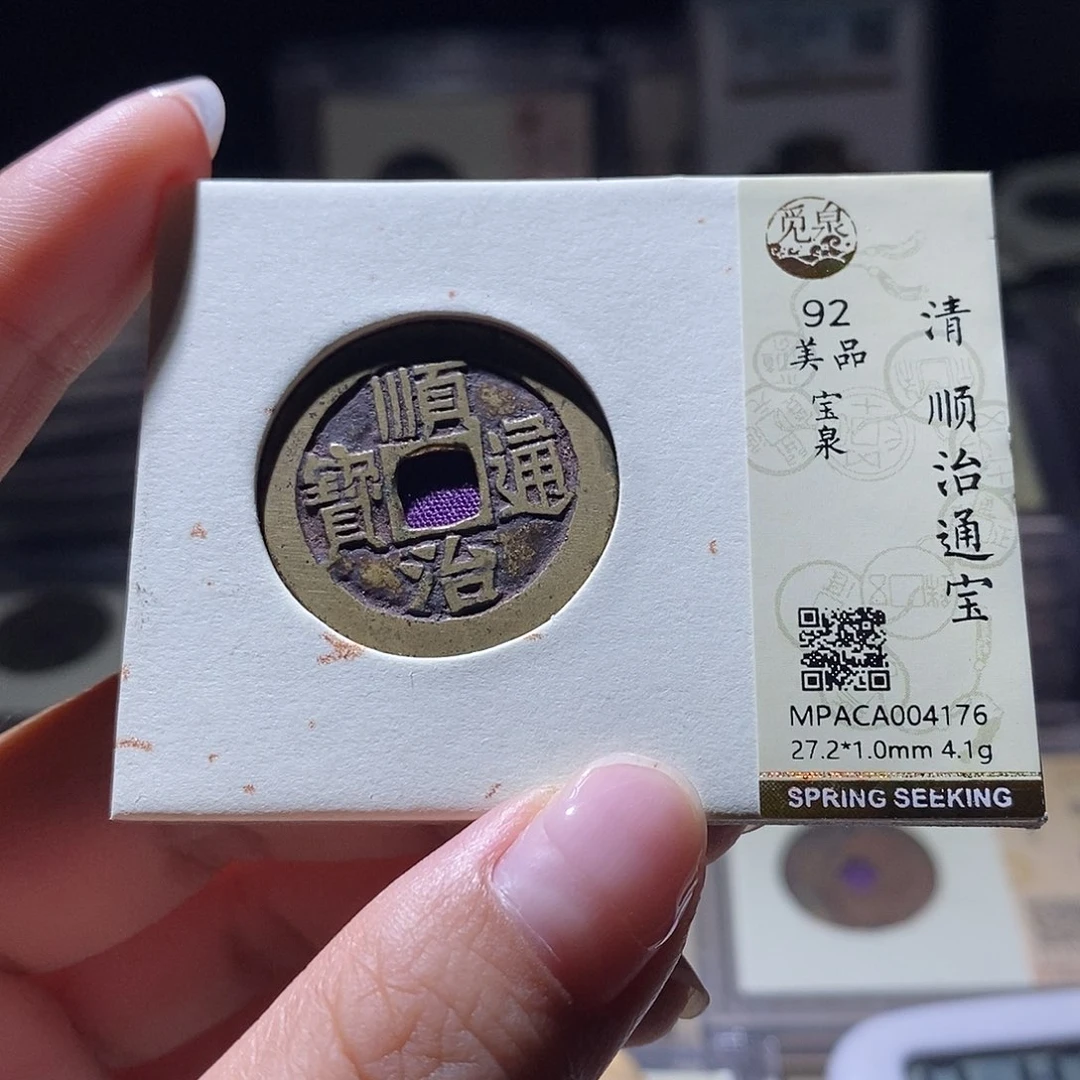 順治通寶
觅泉
92
美品
宝泉
清 顺治通宝
MPACA004176
27.2*1.0mm 4.1g
SPRING SEEKING